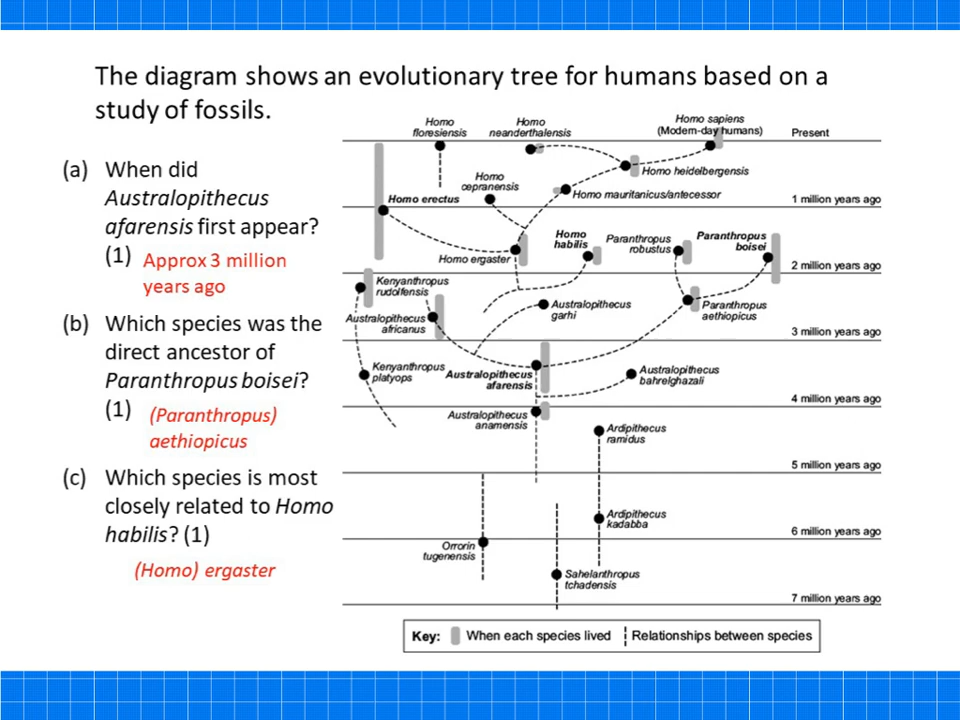 The diagram shows an evolutionary tree for humans based on a
study of fossils.
(a) When did
Australopithecus
afarensis first appear?
(1) Approx 3 million
years ago
(b) Which species was the
direct ancestor of
Paranthropus boisei?
(1) (Paranthropus)
aethiopicus
(c) Which species is most
closely related to Homo
habilis? (1)
(Homo) ergaster
Homo
floresiensis
Homo
neanderthalensis
Homo sapiens
(Modern-day humans)
Present
Homo heidelbergensis
Homo
cepranensis
Homo mauritanicus/antecessor
Homo erectus
1 million years ago
Homo
habilis
Paranthropus
robustus
Paranthropus
boisei
Homo ergaster
2 million years ago
Kenyanthropus
rudolfensis
Australopithecus
garhi
Paranthropus
aethiopicus
Australopithecus
africanus
3 million years ago
Kenyanthropus
platyops
Australopithecus
afarensis
Australopithecus
bahrelghazali
4 million years ago
Australopithecus
anamensis
Ardipithecus
ramidus
5 million years ago
Ardipithecus
kadabba
6 million years ago
Orrorin
tugenensis
Sahelanthropus
tchadensis
7 million years ago
Key: When each species lived Relationships between species